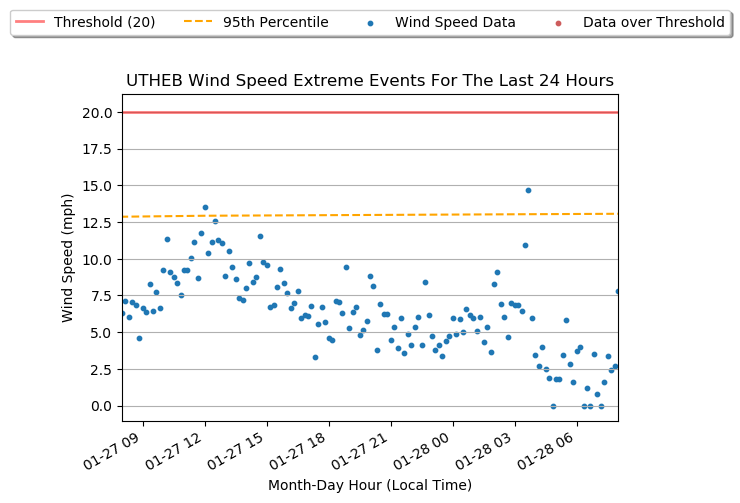 Threshold (20) 95th Percentile Wind Speed Data Data over Threshold
UTHEB Wind Speed Extreme Events For The Last 24 Hours
20.0
17.5
15.0
12.5
10.0
7.5
5.0
2.5
0.0
Wind Speed (mph)
01-27 09 01-27 12 01-27 15 01-27 18 01-27 21 01-28 00 01-28 03 01-28 06
Month-Day Hour (Local Time)